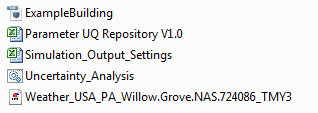 ExampleBuilding
Parameter UQ Repository V1.0
Simulation_Output_Settings
Uncertainty_Analysis
Weather_USA_PA_Willow.Grove.NAS.724086_TMY3